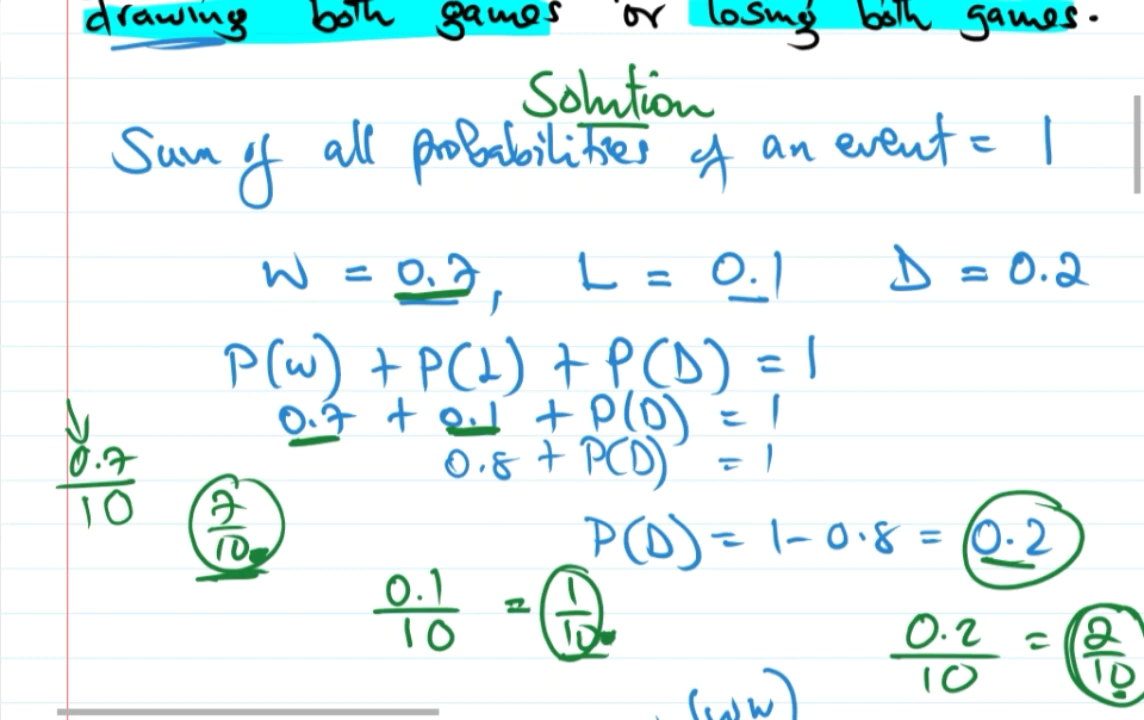 drawing both games or losing both games.
Solution
Sum of all probabilities of an event = 1
W = 0.7, L = 0.1 D = 0.2
P(W) + P(L) + P(D) = 1
0.7 + 0.1 + P(D) = 1
0.8 + P(D) = 1
0.7/10
7/10
P(D) = 1 - 0.8 = 0.2
0.1/10 = 1/10
0.2/10 = 2/10
(WW)